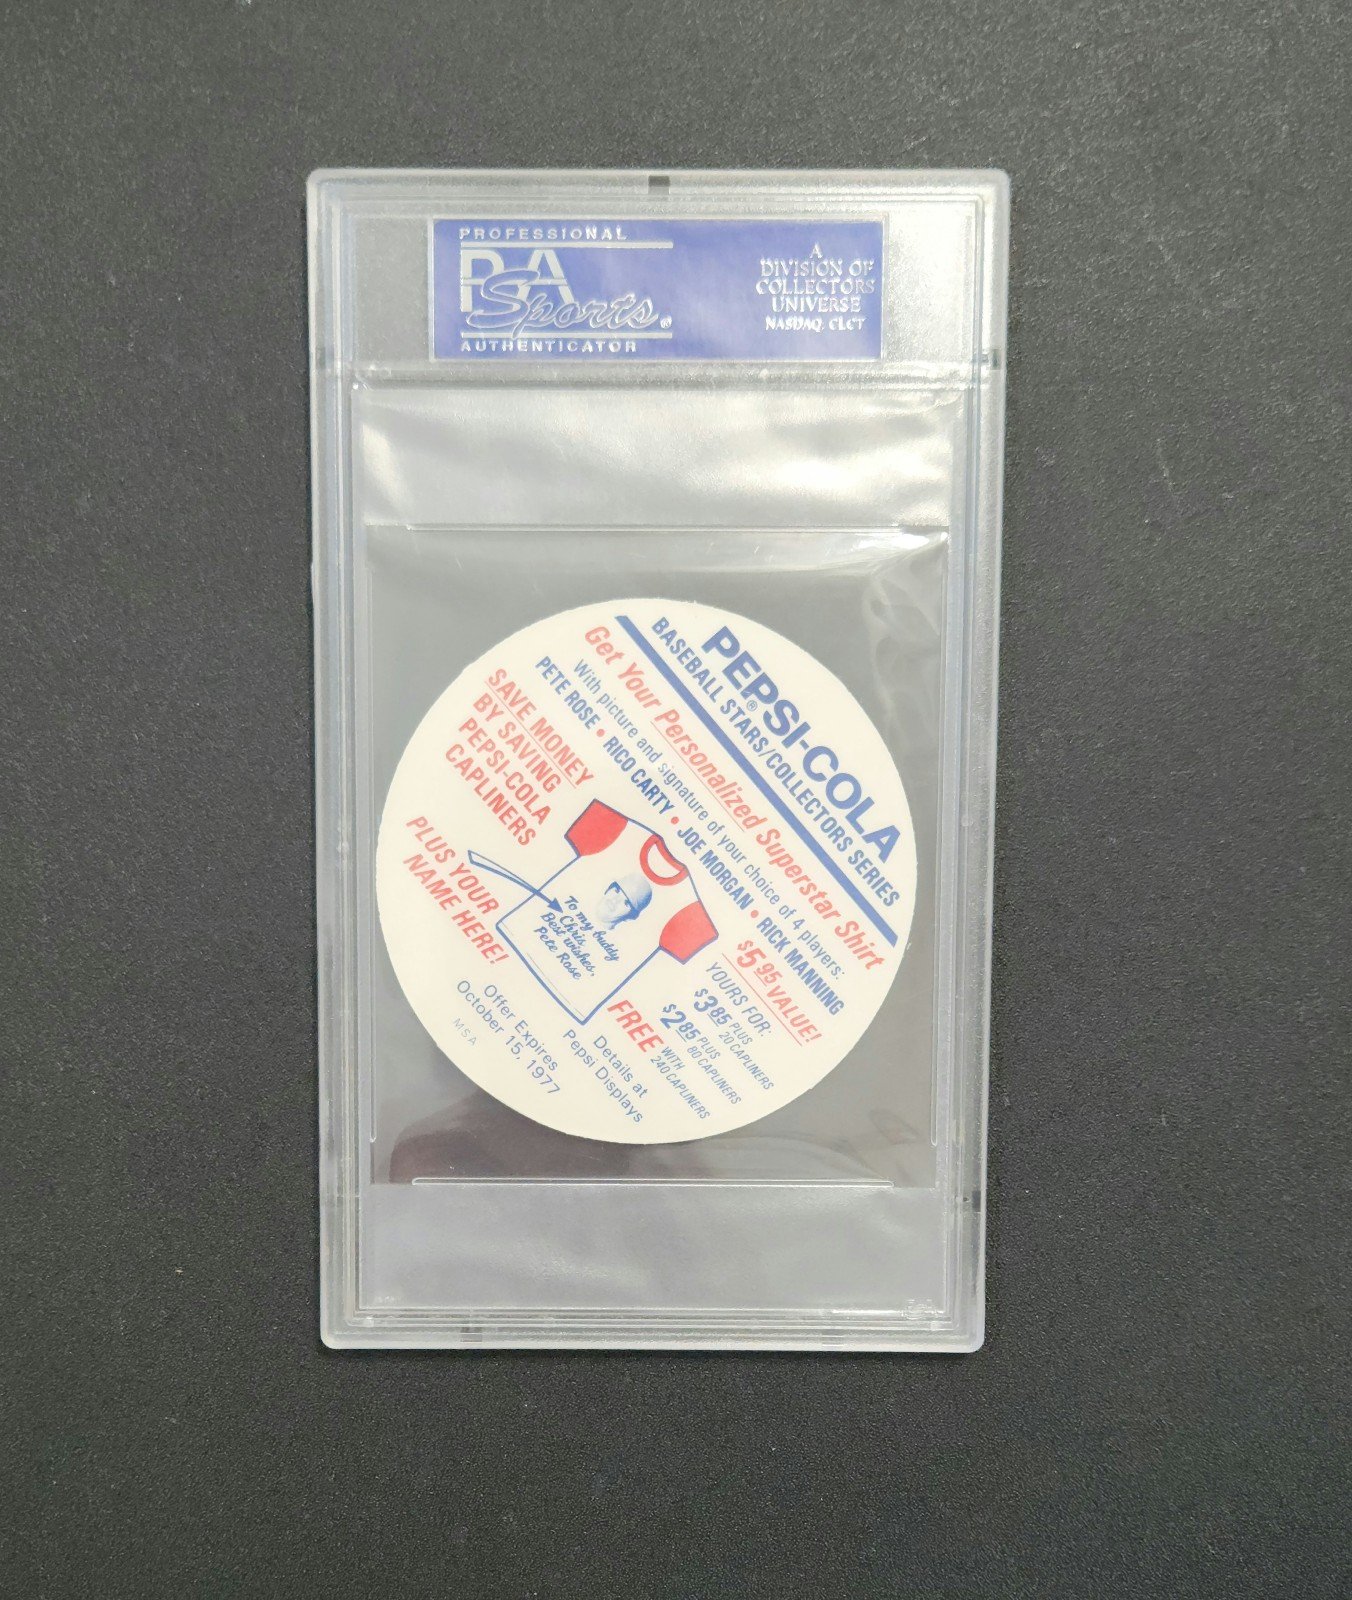 PROFESSIONAL
PSA
Sports®
AUTHENTICATOR
A
DIVISION OF
COLLECTORS
UNIVERSE
NASDAQ. CLCT
PEPSI-COLA®
BASEBALL STARS/COLLECTORS SERIES
Get Your Personalized Superstar Shirt
With picture and signature of your choice of 4 players:
PETE ROSE • RICO CARTY • JOE MORGAN • RICK MANNING
SAVE MONEY
BY SAVING
PEPSI-COLA
CAPLINERS
PLUS YOUR
NAME HERE!
To my buddy
Chris
Best wishes,
Pete Rose
$5.95 VALUE!
YOURS FOR:
$3.85 PLUS 20 CAPLINERS
$2.85 PLUS 80 CAPLINERS
FREE WITH 240 CAPLINERS
Details at
Pepsi Displays
Offer Expires
October 15, 1977
MSA